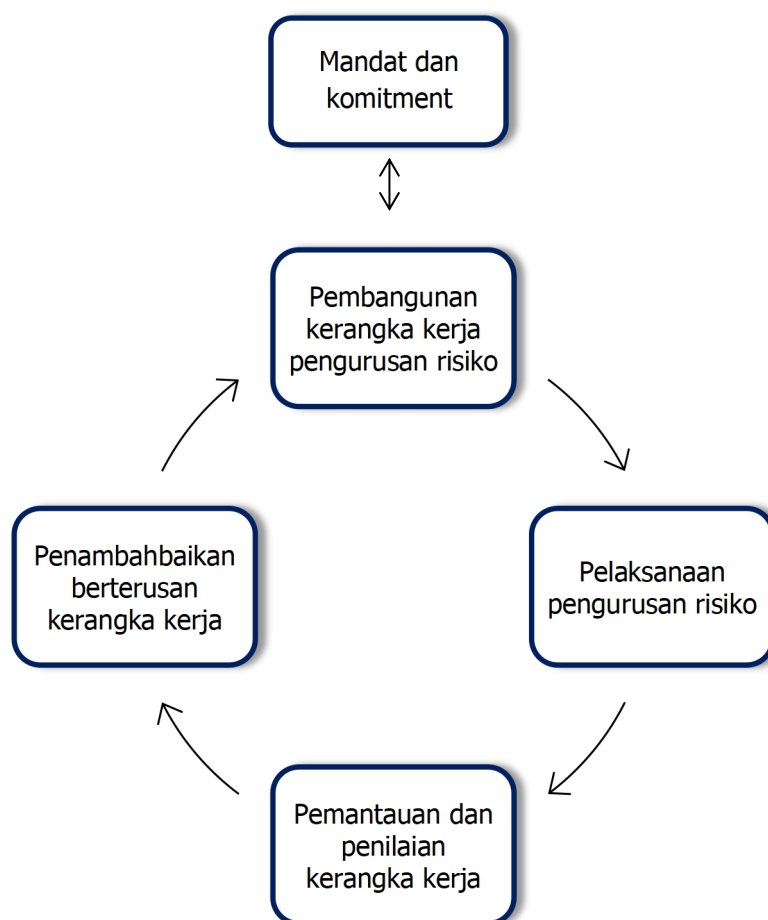 Mandat dan
komitment
Pembangunan
kerangka kerja
pengurusan risiko
Penambahbaikan
berterusan
kerangka kerja
Pelaksanaan
pengurusan risiko
Pemantauan dan
penilaian
kerangka kerja